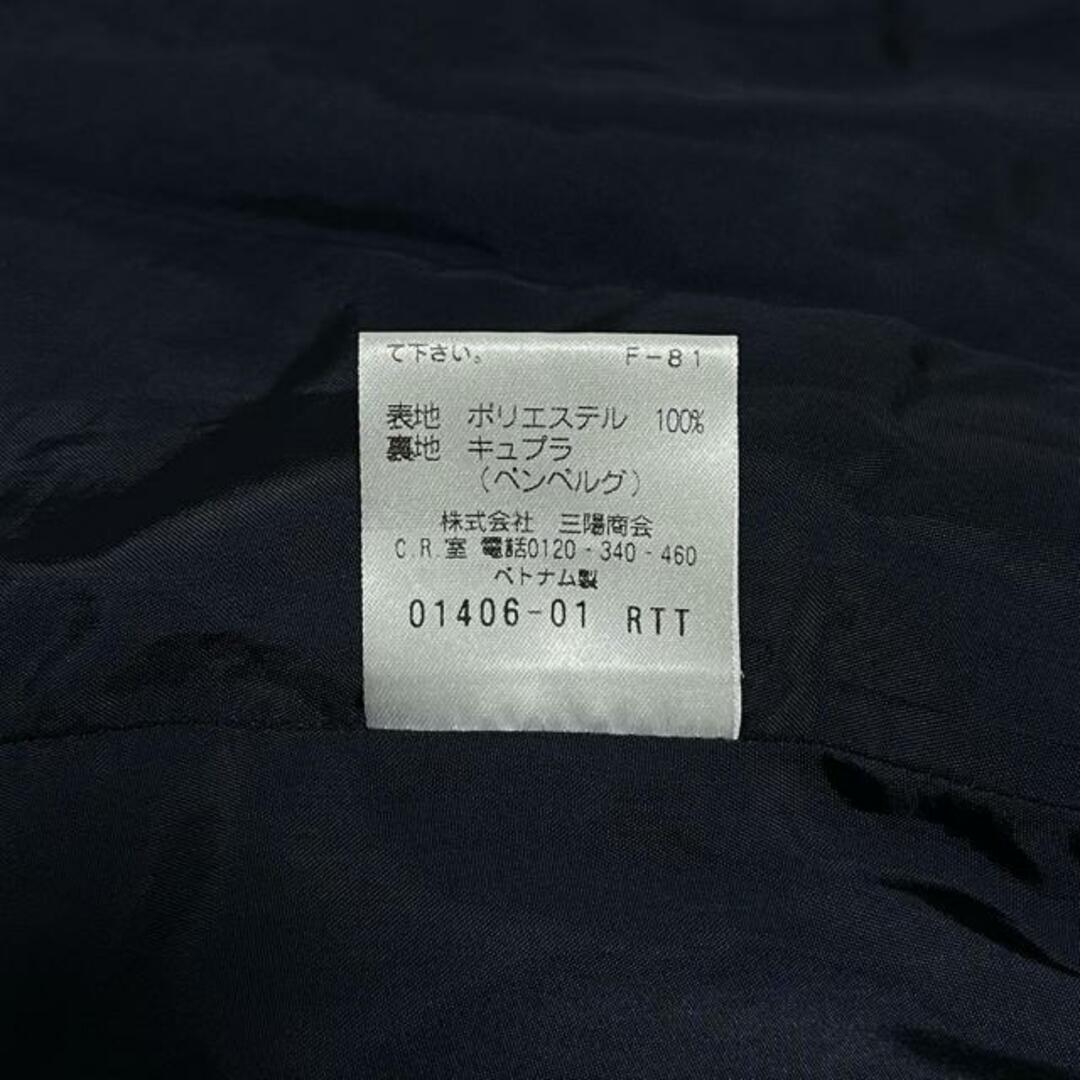 て下さい。 F-81
表地 ポリエステル 100%
裏地 キュプラ
(ベンベルグ)
株式会社 三陽商会
C.R.室 電話0120-340-460
ベトナム製
01406-01 RTT